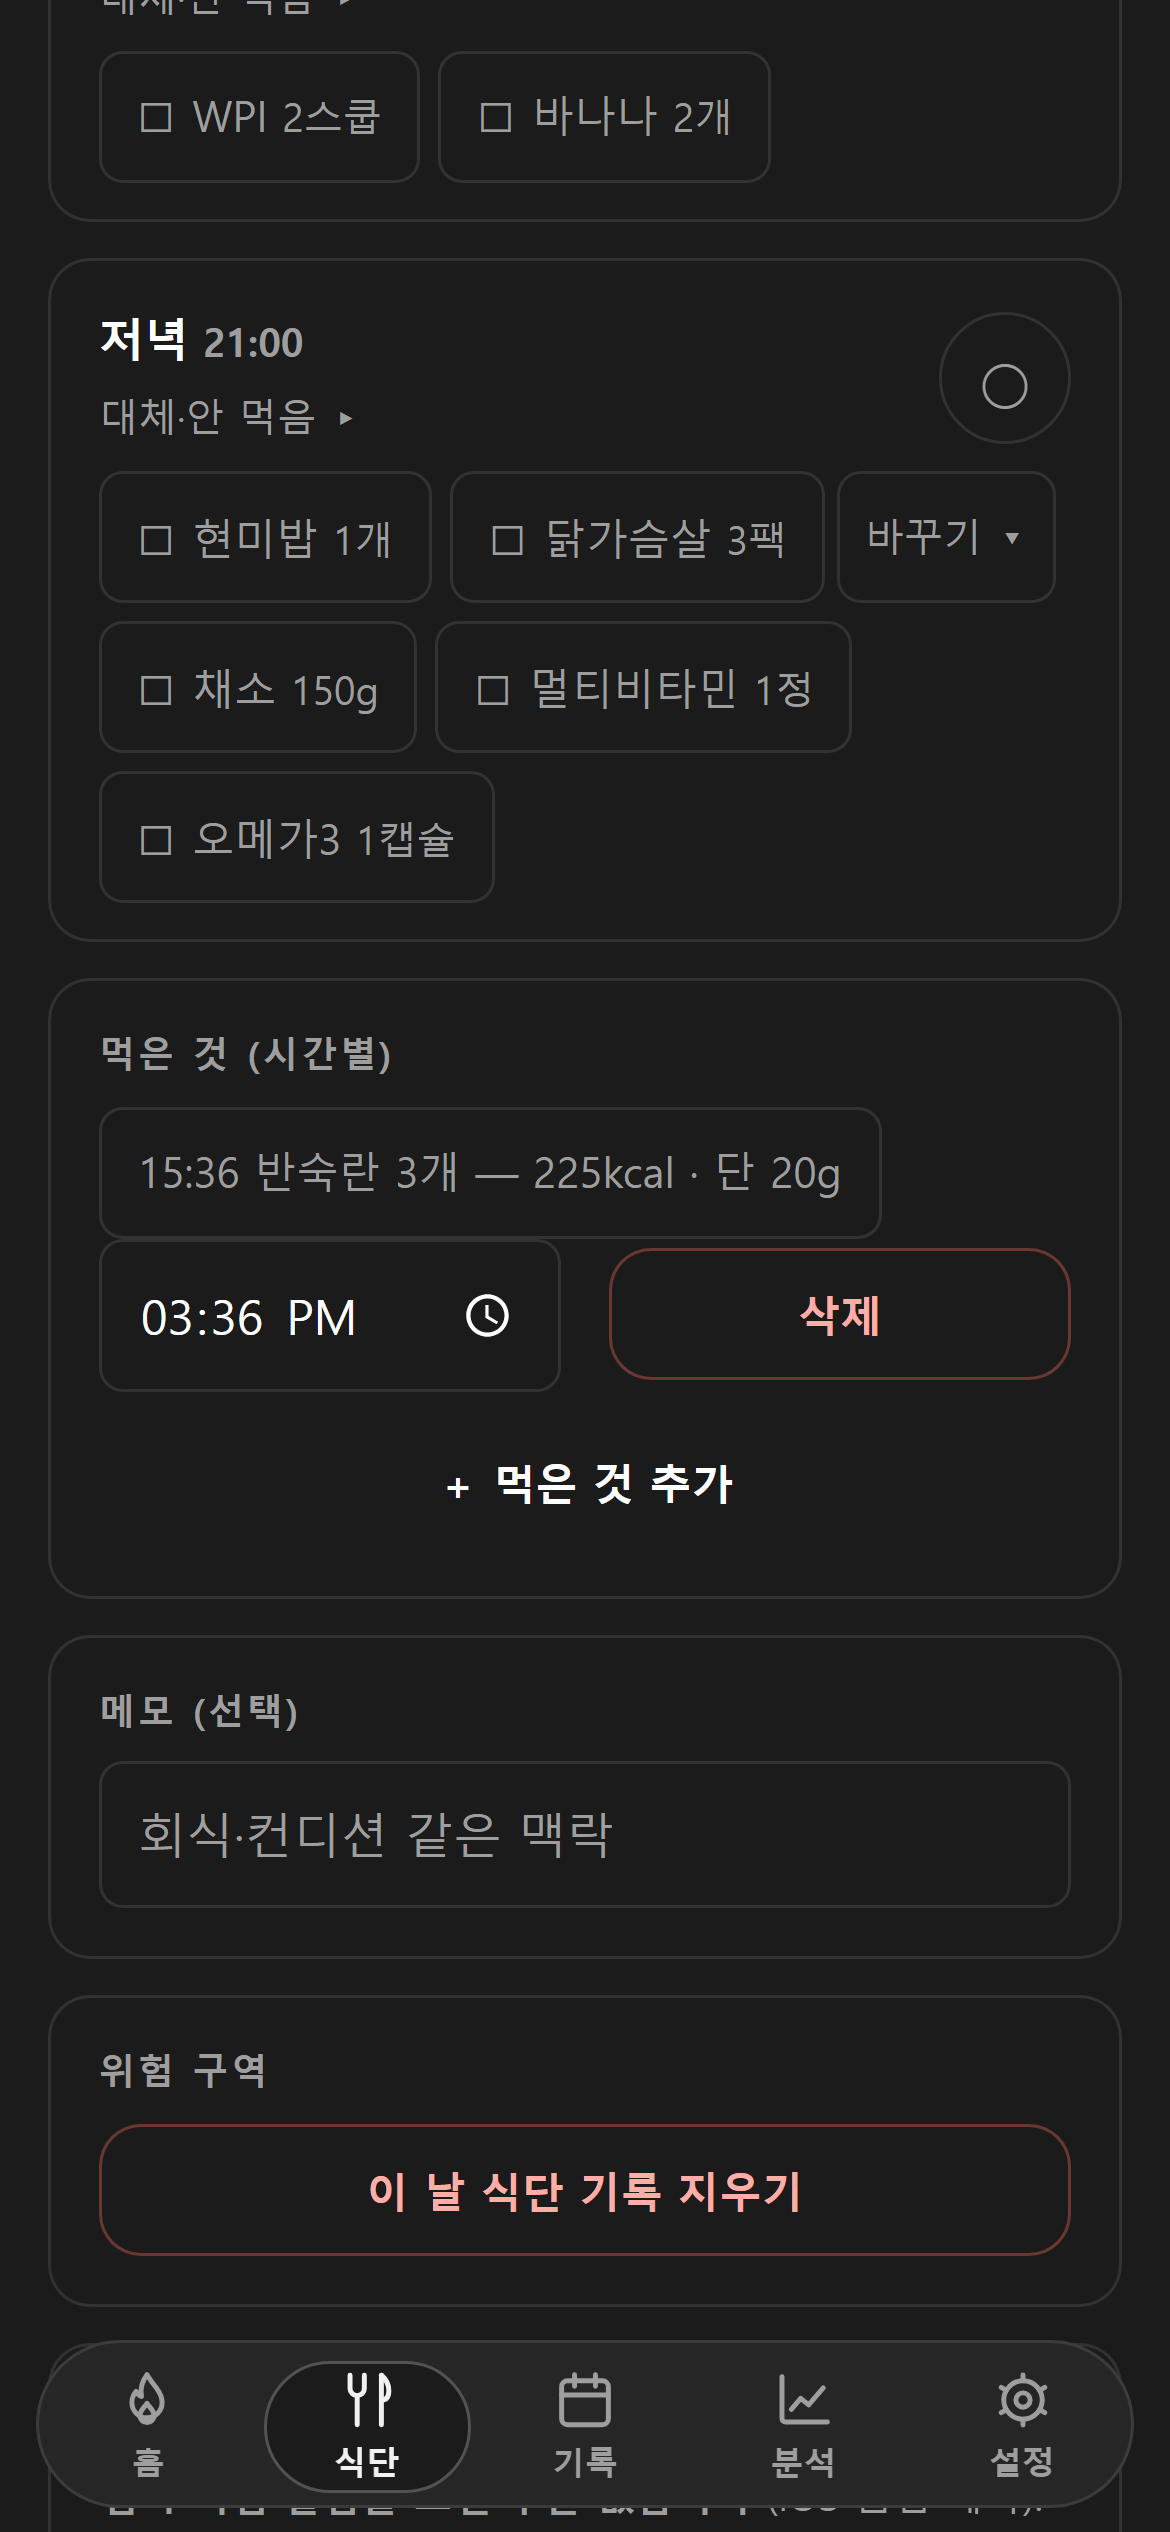 대체·안 먹음 ▸
☐ WPI 2스쿱 ☐ 바나나 2개
저녁 21:00
대체·안 먹음 ▸
☐ 현미밥 1개 ☐ 닭가슴살 3팩 바꾸기 ▾
☐ 채소 150g ☐ 멀티비타민 1정
☐ 오메가3 1캡슐
먹은 것 (시간별)
15:36 반숙란 3개 — 225kcal · 단 20g
03:36 PM 삭제
+ 먹은 것 추가
메모 (선택)
회식·컨디션 같은 맥락
위험 구역
이 날 식단 기록 지우기
홈 식단 기록 분석 설정